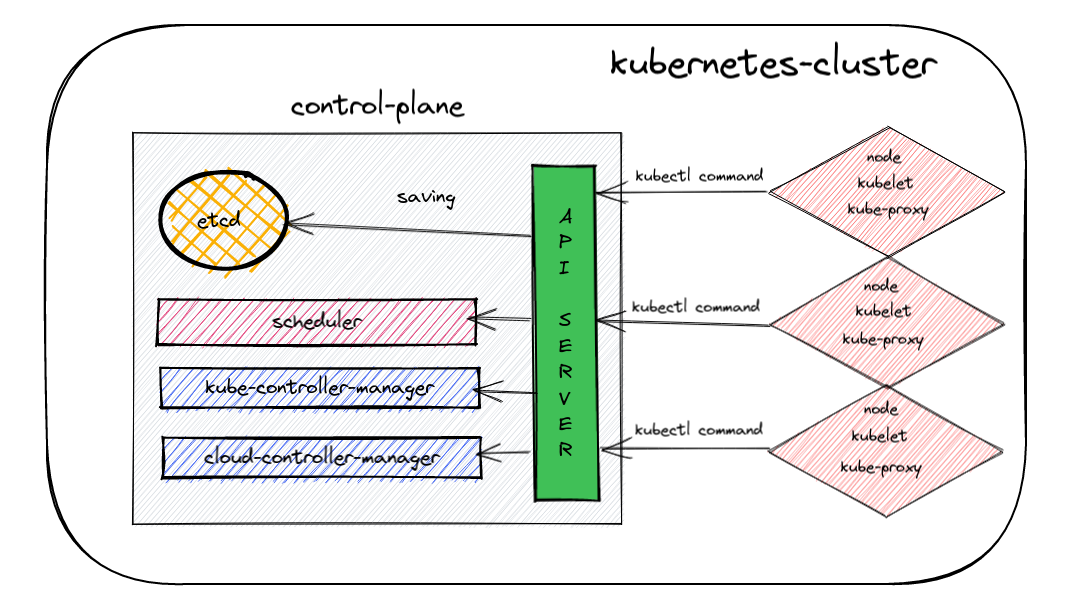 kubernetes-cluster
control-plane
etcd
saving
scheduler
kube-controller-manager
cloud-controller-manager
API SERVER
kubectl command
node
kubelet
kube-proxy
kubectl command
node
kubelet
kube-proxy
kubectl command
node
kubelet
kube-proxy